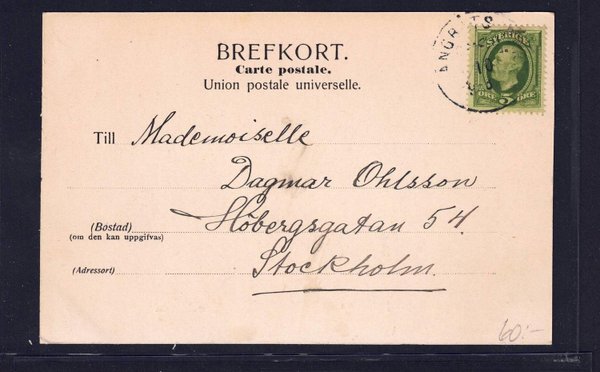 BREFKORT.
Carte postale.
Union postale universelle.
SVERIGE
ÖRE 5 ÖRE
Till Mademoiselle
Dagmar Ohlsson
(Bostad) Höbergsgatan 54.
(om den kan uppgifvas)
(Adressort) Stockholm.
60:-